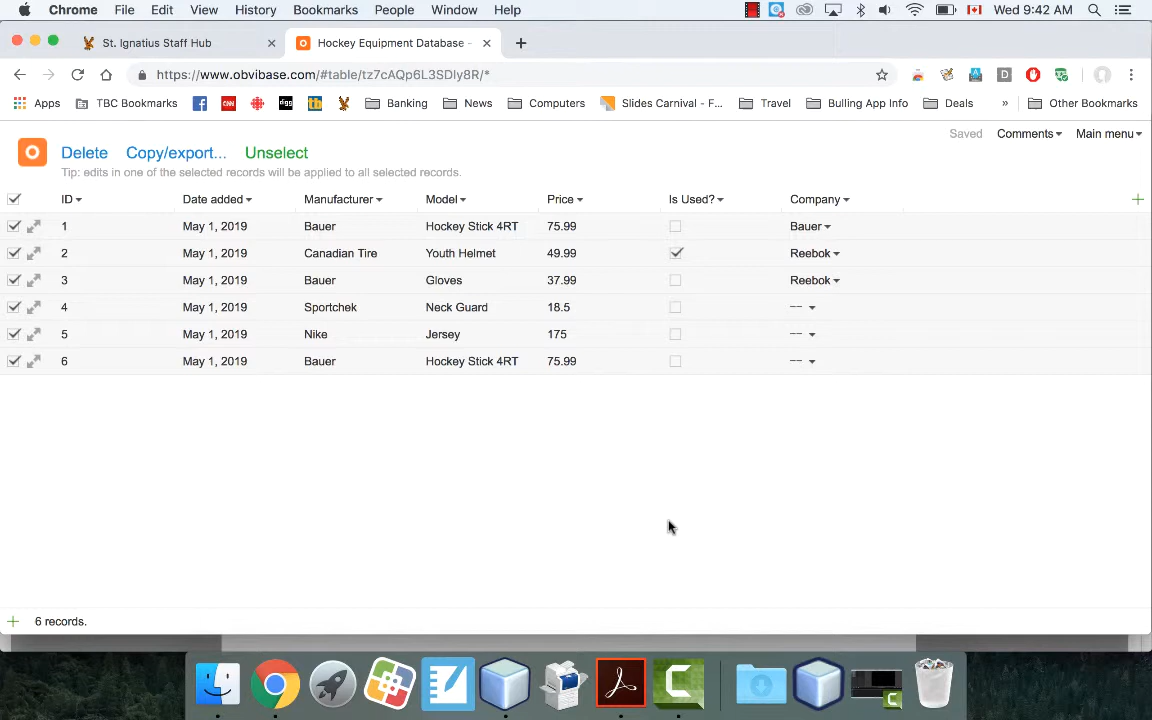 Chrome File Edit View History Bookmarks People Window Help Wed 9:42 AM
St. Ignatius Staff Hub Hockey Equipment Database -
https://www.obvibase.com/#table/tz7cAQp6L3SDly8R/*
Apps TBC Bookmarks CNN digg tb Banking News Computers Slides Carnival - F... Travel Bulling App Info Deals » Other Bookmarks
Saved Comments Main menu
Delete Copy/export... Unselect
Tip: edits in one of the selected records will be applied to all selected records.
ID Date added Manufacturer Model Price Is Used? Company
1 May 1, 2019 Bauer Hockey Stick 4RT 75.99 Bauer
2 May 1, 2019 Canadian Tire Youth Helmet 49.99 Reebok
3 May 1, 2019 Bauer Gloves 37.99 Reebok
4 May 1, 2019 Sportchek Neck Guard 18.5 --
5 May 1, 2019 Nike Jersey 175 --
6 May 1, 2019 Bauer Hockey Stick 4RT 75.99 --
6 records.